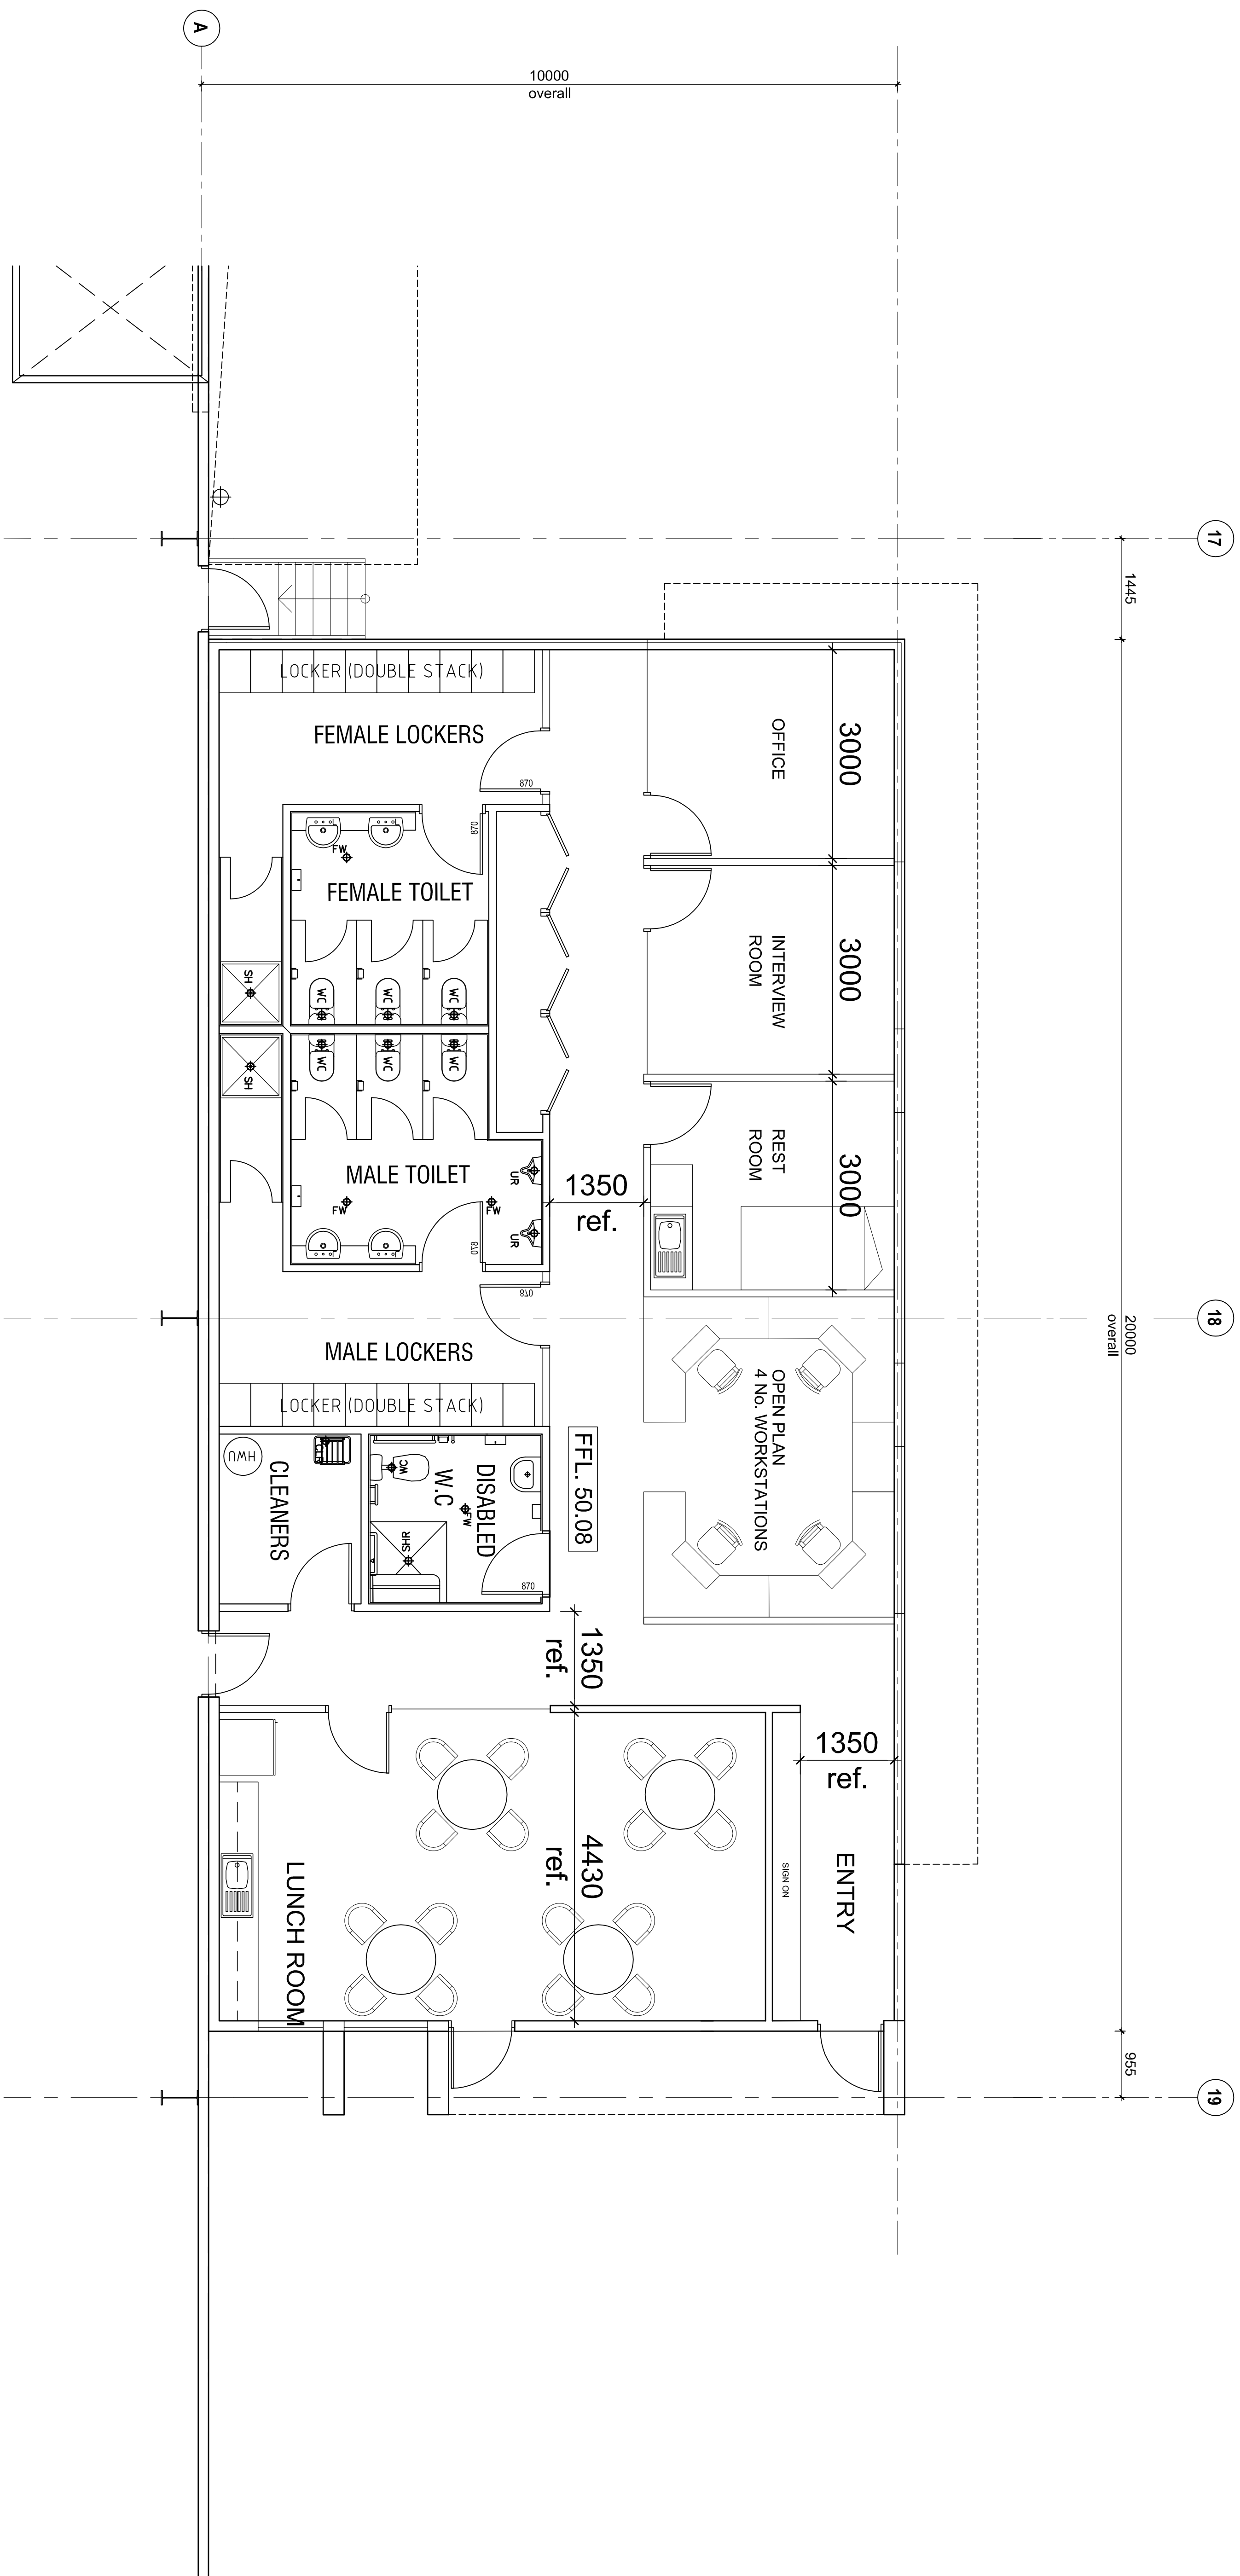 A
10000
overall
17
1445
20000
overall
18
955
19
LOCKER (DOUBLE STACK)
FEMALE LOCKERS
870
OFFICE
3000
870
FW
FEMALE TOILET
INTERVIEW
ROOM
3000
SH
WC
WC
WC
SH
WC
WC
WC
MALE TOILET
FW
FW
UR
UR
870
870
1350
ref.
REST
ROOM
3000
MALE LOCKERS
LOCKER (DOUBLE STACK)
OPEN PLAN
4 No. WORKSTATIONS
FFL. 50.08
HWU
CLR
CLEANERS
WC
DISABLED
W.C
FW
SHR
870
1350
ref.
1350
ref.
4430
ref.
SIGN ON
ENTRY
LUNCH ROOM